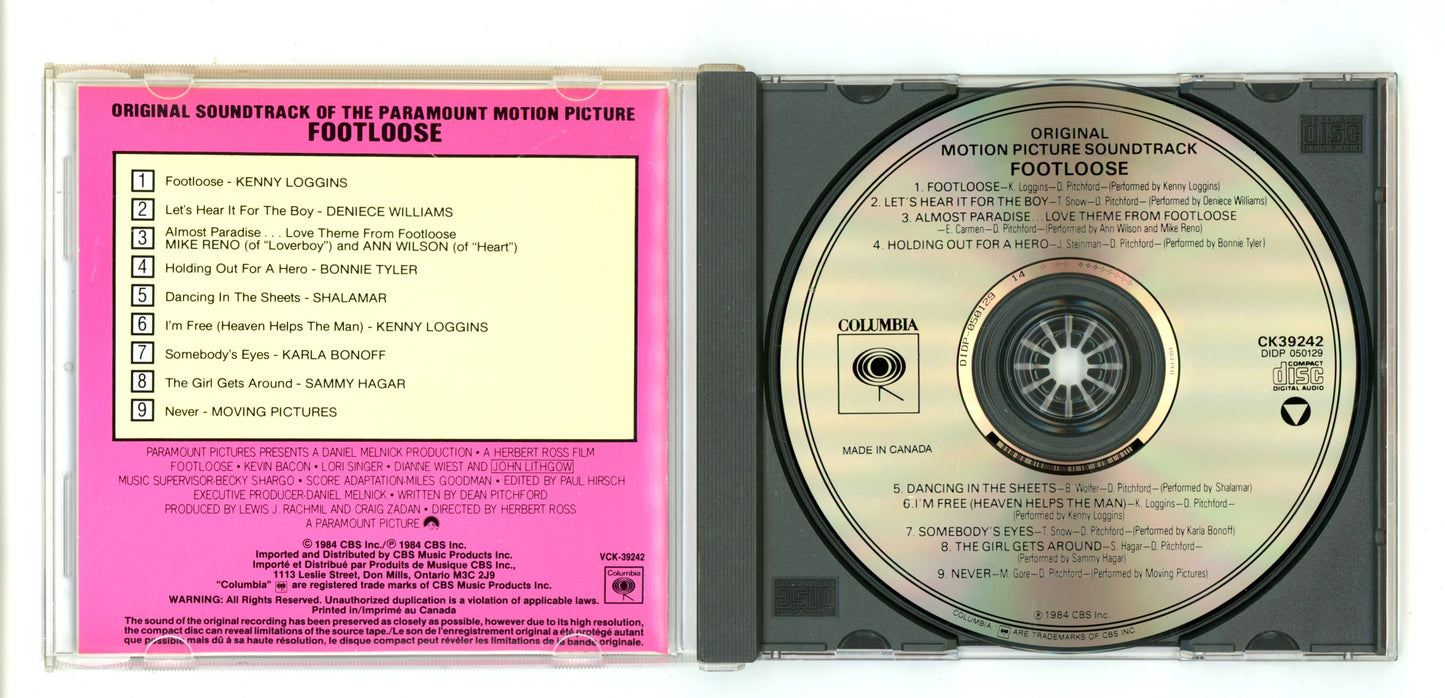 ORIGINAL SOUNDTRACK OF THE PARAMOUNT MOTION PICTURE
FOOTLOOSE
1 Footloose - KENNY LOGGINS
2 Let's Hear It For The Boy - DENIECE WILLIAMS
3 Almost Paradise . . . Love Theme From Footloose
MIKE RENO (of "Loverboy") and ANN WILSON (of "Heart")
4 Holding Out For A Hero - BONNIE TYLER
5 Dancing In The Sheets - SHALAMAR
6 I'm Free (Heaven Helps The Man) - KENNY LOGGINS
7 Somebody's Eyes - KARLA BONOFF
8 The Girl Gets Around - SAMMY HAGAR
9 Never - MOVING PICTURES
PARAMOUNT PICTURES PRESENTS A DANIEL MELNICK PRODUCTION • A HERBERT ROSS FILM
FOOTLOOSE • KEVIN BACON • LORI SINGER • DIANNE WIEST AND JOHN LITHGOW
MUSIC SUPERVISOR-BECKY SHARGO • SCORE ADAPTATION-MILES GOODMAN • EDITED BY PAUL HIRSCH
EXECUTIVE PRODUCER-DANIEL MELNICK • WRITTEN BY DEAN PITCHFORD
PRODUCED BY LEWIS J. RACHMIL AND CRAIG ZADAN • DIRECTED BY HERBERT ROSS
A PARAMOUNT PICTURE
© 1984 CBS Inc./℗ 1984 CBS Inc.
Imported and Distributed by CBS Music Products Inc.
Importé et Distribué par Produits de Musique CBS Inc.,
1113 Leslie Street, Don Mills, Ontario M3C 2J9
"Columbia" are registered trade marks of CBS Music Products Inc.
WARNING: All Rights Reserved. Unauthorized duplication is a violation of applicable laws.
Printed in/Imprimé au Canada
VCK-39242
Columbia
The sound of the original recording has been preserved as closely as possible, however due to its high resolution,
the compact disc can reveal limitations of the source tape./Le son de l'enregistrement original a été protégé autant
que possible mais dû à sa haute résolution, le disque compact peut révéler les limitations de la bande originale.
ORIGINAL
MOTION PICTURE SOUNDTRACK
FOOTLOOSE
1. FOOTLOOSE—K. Loggins—D. Pitchford—(Performed by Kenny Loggins)
2. LET'S HEAR IT FOR THE BOY—T. Snow—D. Pitchford—(Performed by Deniece Williams)
3. ALMOST PARADISE...LOVE THEME FROM FOOTLOOSE
—E. Carmen—D. Pitchford—(Performed by Ann Wilson and Mike Reno)
4. HOLDING OUT FOR A HERO—J. Steinman—D. Pitchford—(Performed by Bonnie Tyler)
DIDP-050129 14
COLUMBIA
MADE IN CANADA
CK39242
DIDP 050129
COMPACT
disc
DIGITAL AUDIO
5. DANCING IN THE SHEETS—B. Wolfer—D. Pitchford—(Performed by Shalamar)
6. I'M FREE (HEAVEN HELPS THE MAN)—K. Loggins—D. Pitchford—
(Performed by Kenny Loggins)
7. SOMEBODY'S EYES—T. Snow—D. Pitchford—(Performed by Karla Bonoff)
8. THE GIRL GETS AROUND—S. Hagar—D. Pitchford—
(Performed by Sammy Hagar)
9. NEVER—M. Gore—D. Pitchford—(Performed by Moving Pictures)
℗ 1984 CBS Inc.
COLUMBIA ARE TRADEMARKS OF CBS INC.
COMPACT
disc
DIGITAL AUDIO